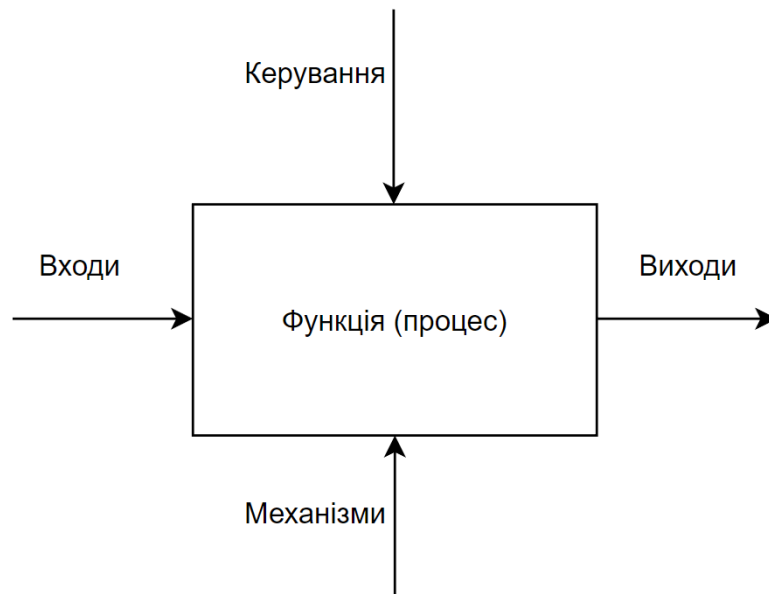 Керування
Входи
Виходи
Функція (процес)
Механізми